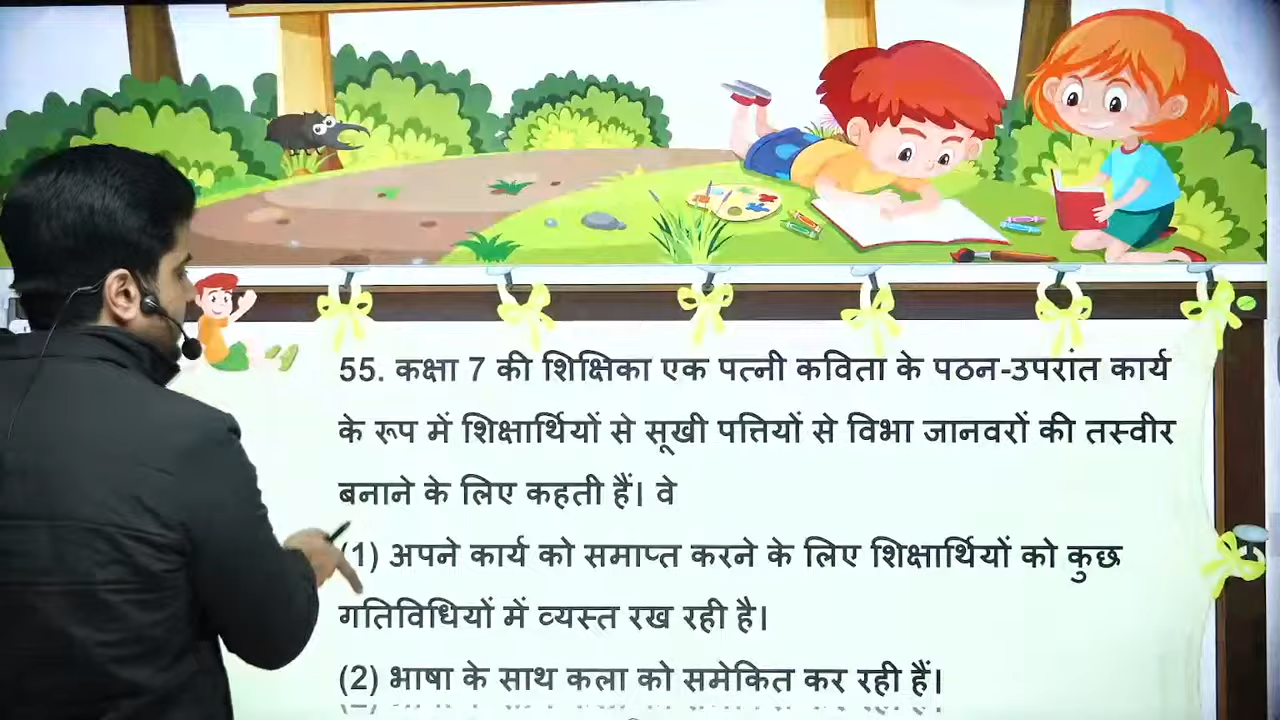 55. कक्षा 7 की शिक्षिका एक पत्नी कविता के पठन-उपरांत कार्य
के रूप में शिक्षार्थियों से सूखी पत्तियों से विभा जानवरों की तस्वीर
बनाने के लिए कहती हैं। वे
(1) अपने कार्य को समाप्त करने के लिए शिक्षार्थियों को कुछ
गतिविधियों में व्यस्त रख रही है।
(2) भाषा के साथ कला को समेकित कर रही हैं।